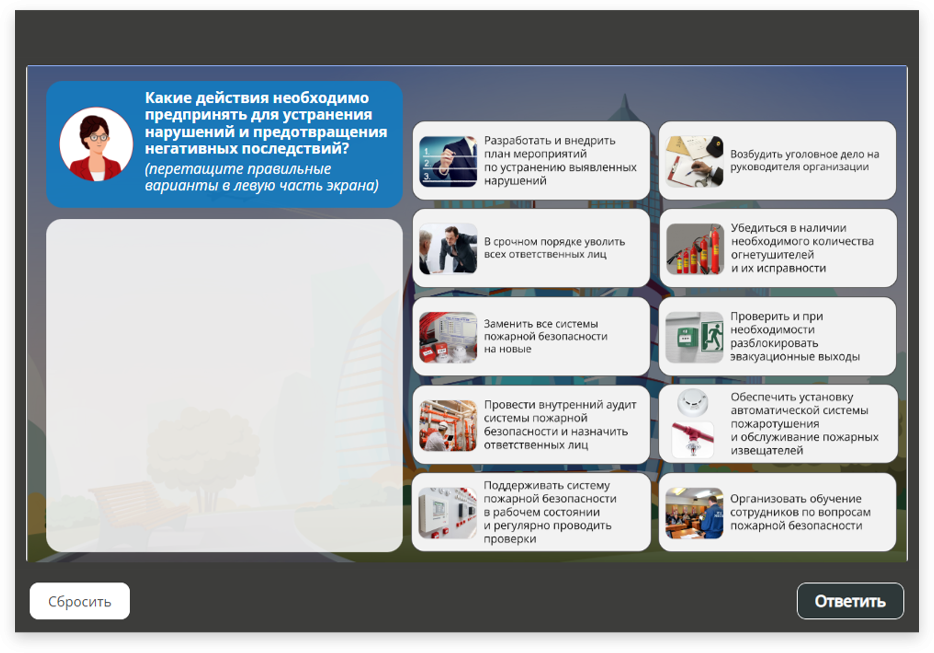 Какие действия необходимо
предпринять для устранения
нарушений и предотвращения
негативных последствий?
(перетащите правильные
варианты в левую часть экрана)
1.
2.
3.
Разработать и внедрить
план мероприятий
по устранению выявленных
нарушений
Возбудить уголовное дело на
руководителя организации
В срочном порядке уволить
всех ответственных лиц
Убедиться в наличии
необходимого количества
огнетушителей
и их исправности
Заменить все системы
пожарной безопасности
на новые
Проверить и при
необходимости
разблокировать
эвакуационные выходы
Провести внутренний аудит
системы пожарной
безопасности и назначить
ответственных лиц
Обеспечить установку
автоматической системы
пожаротушения
и обслуживание пожарных
извещателей
Поддерживать систему
пожарной безопасности
в рабочем состоянии
и регулярно проводить
проверки
Организовать обучение
сотрудников по вопросам
пожарной безопасности
Сбросить
Ответить